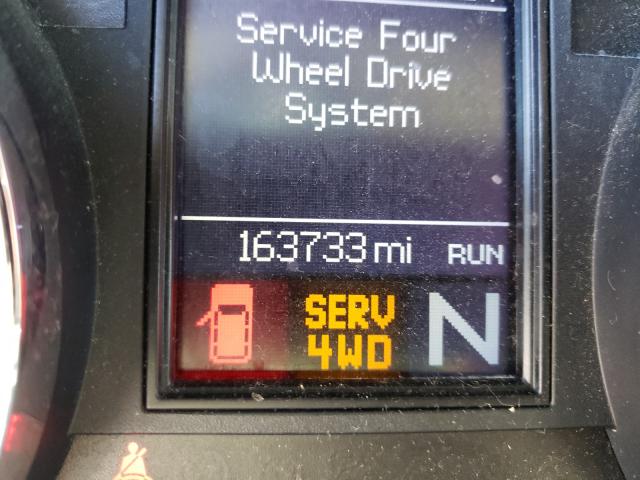 Service Four
Wheel Drive
System
163733 mi RUN
SERV
4WD
N